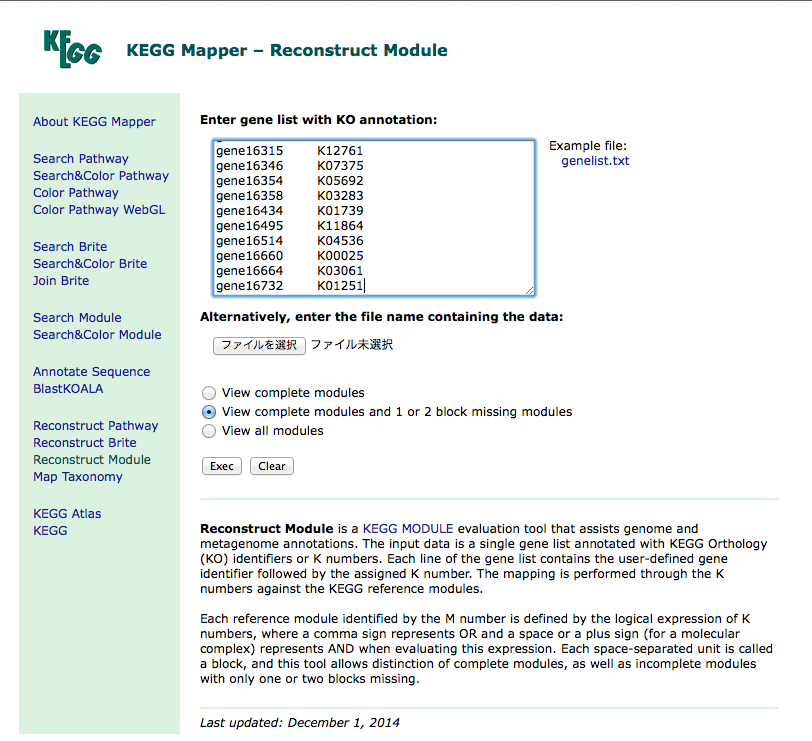 KEGG
KEGG Mapper – Reconstruct Module
About KEGG Mapper
Search Pathway
Search&Color Pathway
Color Pathway
Color Pathway WebGL
Search Brite
Search&Color Brite
Join Brite
Search Module
Search&Color Module
Annotate Sequence
BlastKOALA
Reconstruct Pathway
Reconstruct Brite
Reconstruct Module
Map Taxonomy
KEGG Atlas
KEGG
Enter gene list with KO annotation:
gene16315 K12761
gene16346 K07375
gene16354 K05692
gene16358 K03283
gene16434 K01739
gene16495 K11864
gene16514 K04536
gene16660 K00025
gene16664 K03061
gene16732 K01251
Example file:
genelist.txt
Alternatively, enter the file name containing the data:
ファイルを選択 ファイル未選択
View complete modules
View complete modules and 1 or 2 block missing modules
View all modules
Exec Clear
Reconstruct Module is a KEGG MODULE evaluation tool that assists genome and
metagenome annotations. The input data is a single gene list annotated with KEGG Orthology
(KO) identifiers or K numbers. Each line of the gene list contains the user-defined gene
identifier followed by the assigned K number. The mapping is performed through the K
numbers against the KEGG reference modules.
Each reference module identified by the M number is defined by the logical expression of K
numbers, where a comma sign represents OR and a space or a plus sign (for a molecular
complex) represents AND when evaluating this expression. Each space-separated unit is called
a block, and this tool allows distinction of complete modules, as well as incomplete modules
with only one or two blocks missing.
Last updated: December 1, 2014